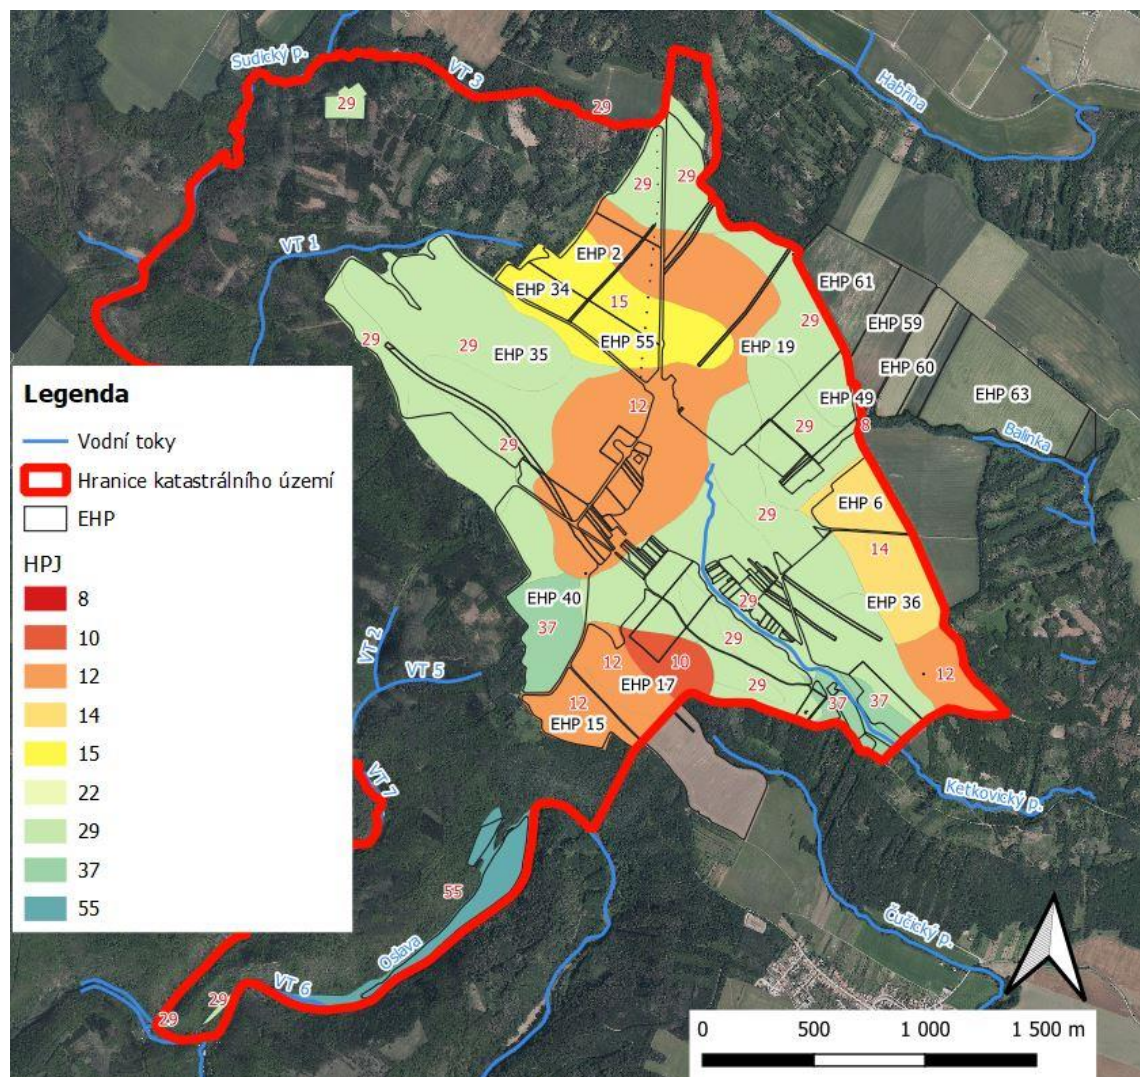 Sudický p.
VT 3
29
29
Habřina
29
29
VT 1
EHP 2
EHP 61
EHP 34
15
29
EHP 59
29
29
EHP 35
EHP 55
EHP 19
EHP 60
EHP 63
EHP 49
12
29
8
Balinka
29
29
EHP 6
14
EHP 40
29
EHP 36
37
29
VT 2
12
10
VT 5
EHP 17
29
12
12
37
37
EHP 15
VT 7
Ketkovický p.
55
Oslava
Čučický p.
VT 6
29
29
Legenda
Vodní toky
Hranice katastrálního území
EHP
HPJ
8
10
12
14
15
22
29
37
55
0 500 1 000 1 500 m